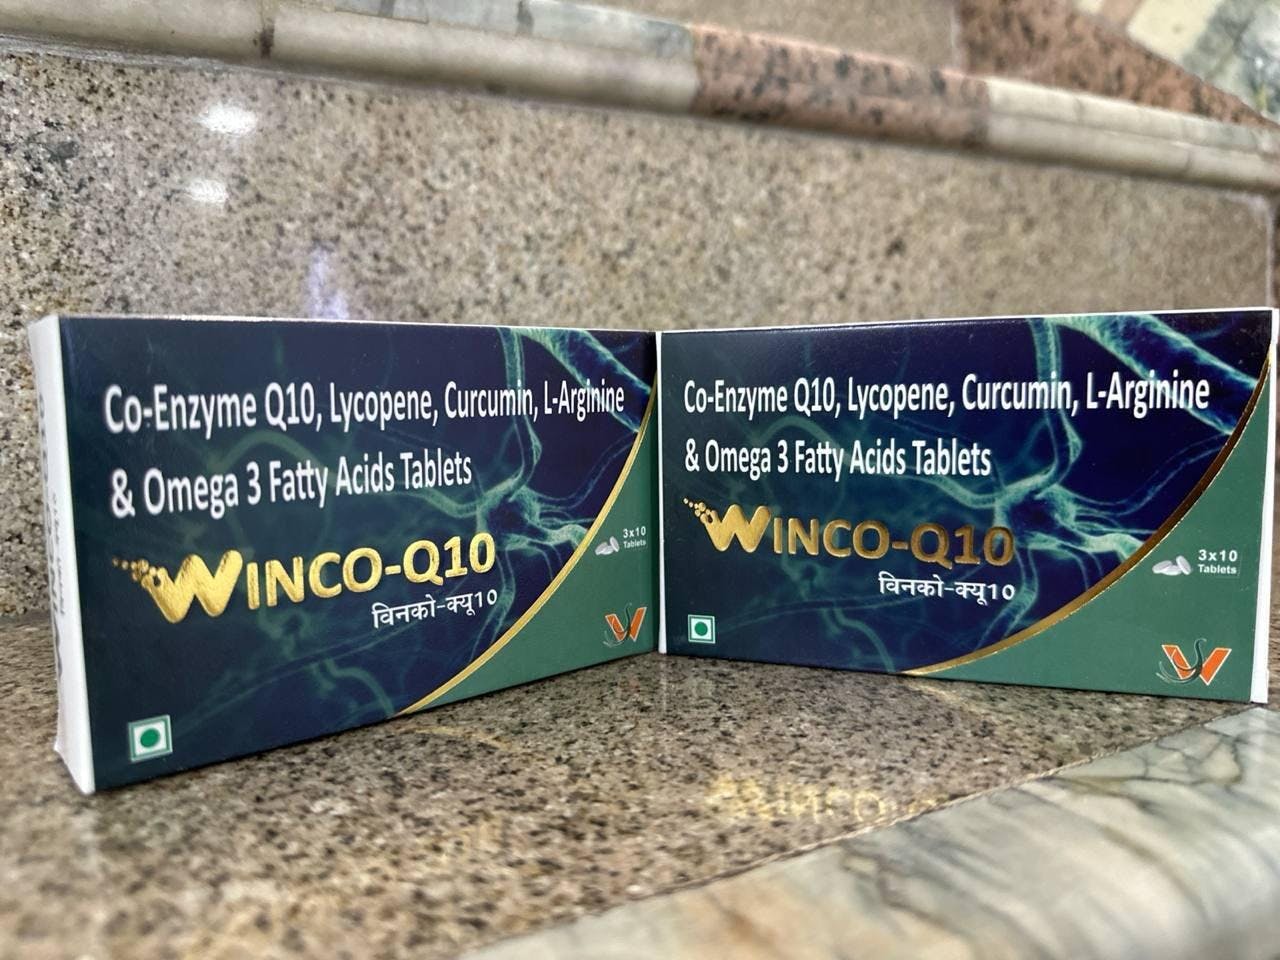 Co-Enzyme Q10, Lycopene, Curcumin, L-Arginine
& Omega 3 Fatty Acids Tablets
WINCO-Q10
विनको-क्यू10
3x10
Tablets
Co-Enzyme Q10, Lycopene, Curcumin, L-Arginine
& Omega 3 Fatty Acids Tablets
WINCO-Q10
विनको-क्यू10
3x10
Tablets